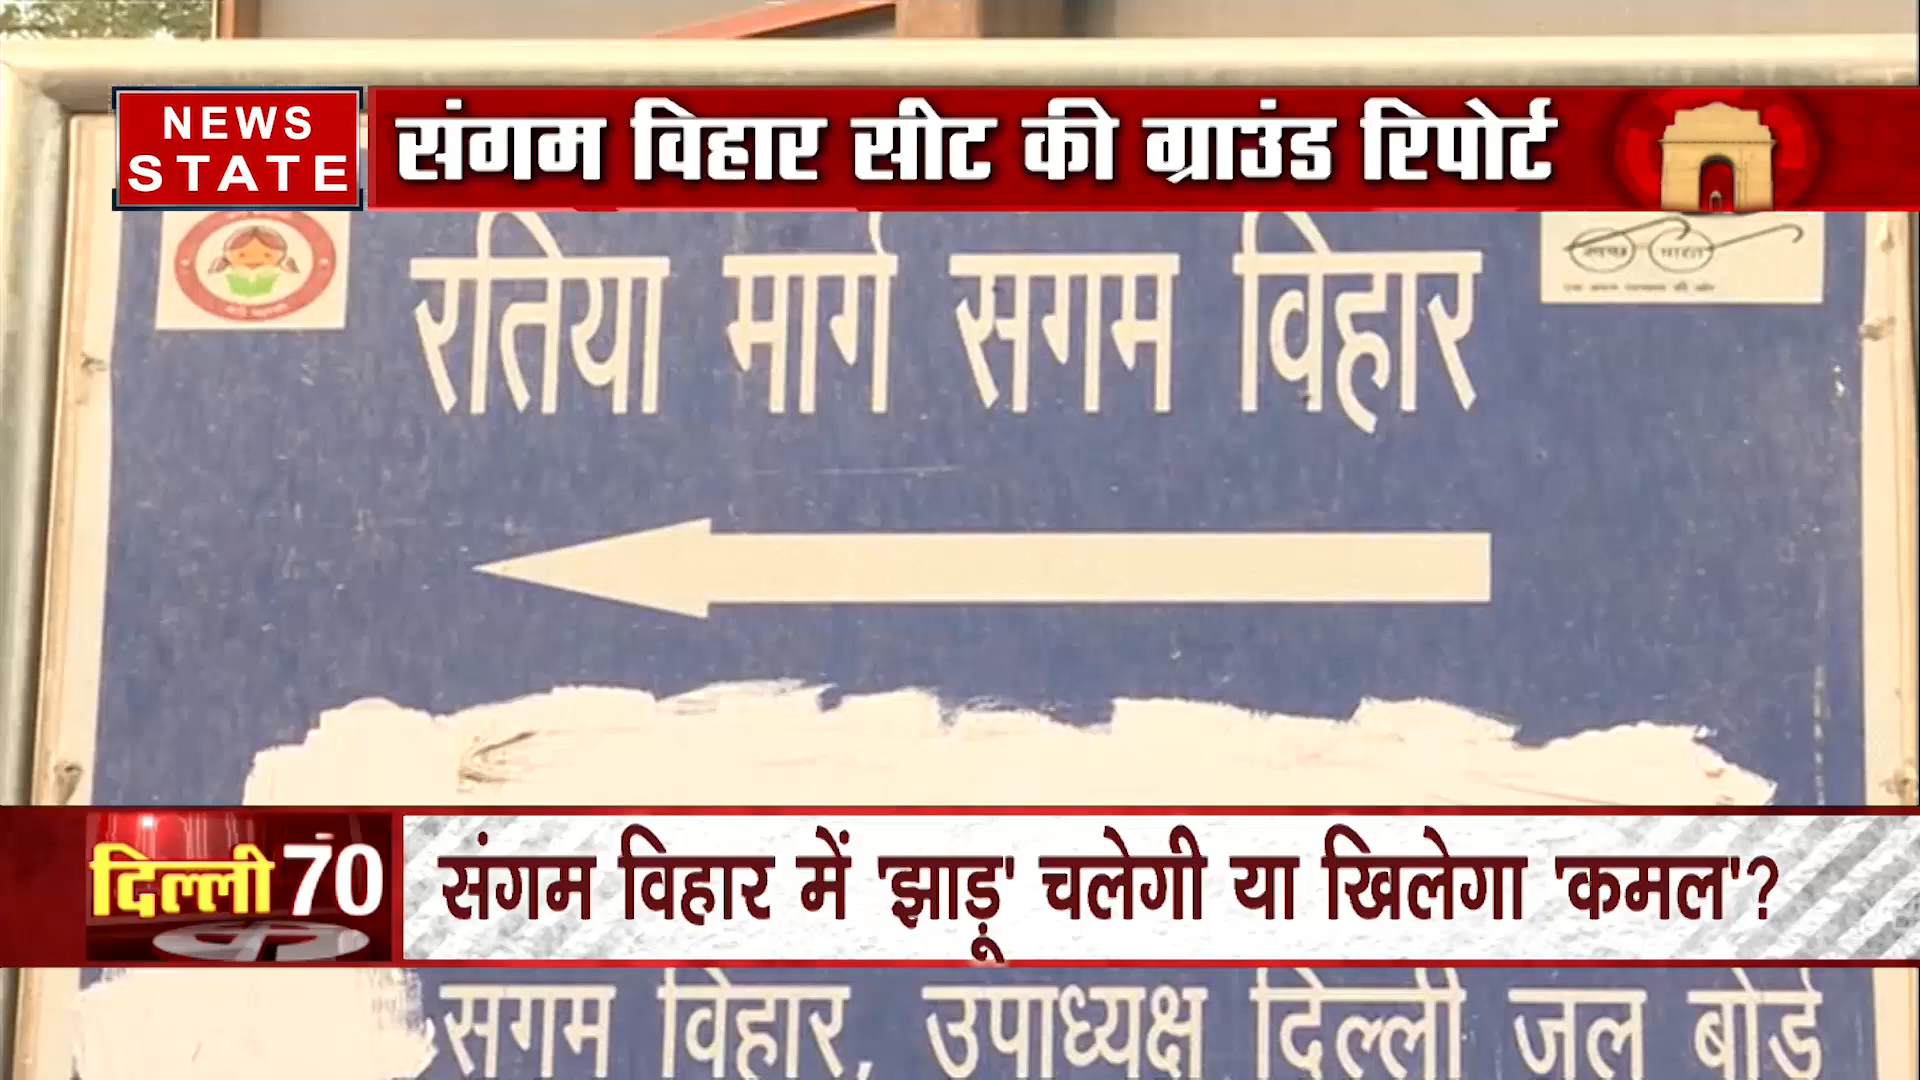 NEWS
STATE
संगम विहार सीट की ग्राउंड रिपोर्ट
रतिया मार्ग सगम विहार
दिल्ली 70 संगम विहार में 'झाड़ू' चलेगी या खिलेगा 'कमल'?
सगम विहार, उपाध्यक्ष दिल्ली जल बोर्ड